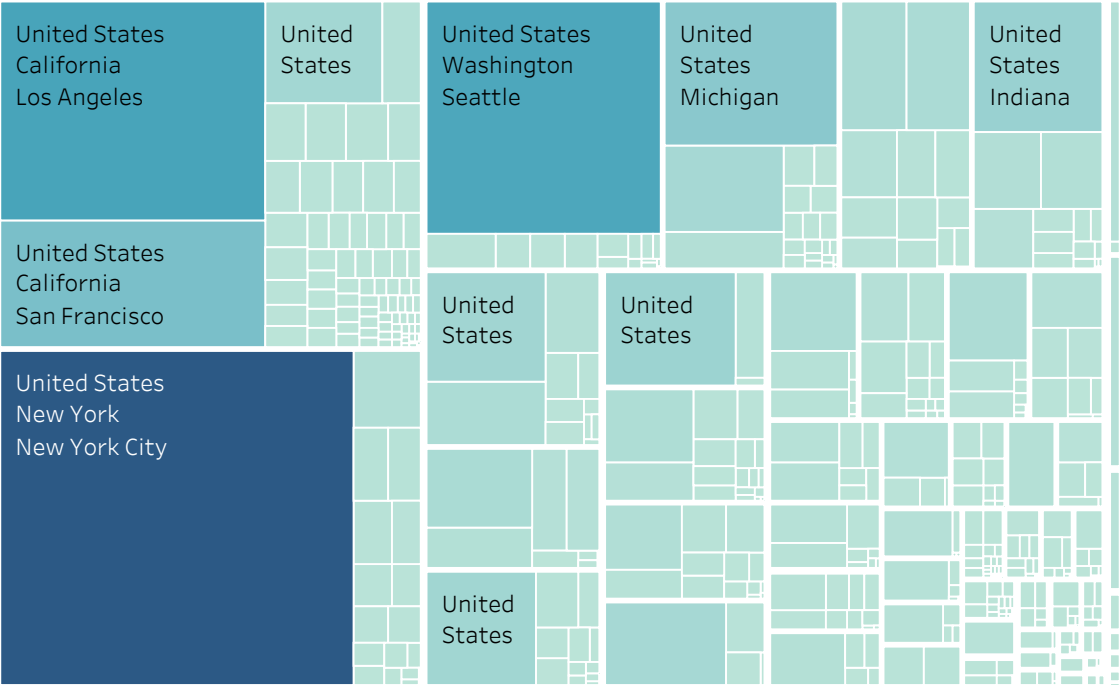 United States
California
Los Angeles
United
States
United States
Washington
Seattle
United
States
Michigan
United
States
Indiana
United States
California
San Francisco
United
States
United
States
United States
New York
New York City
United
States